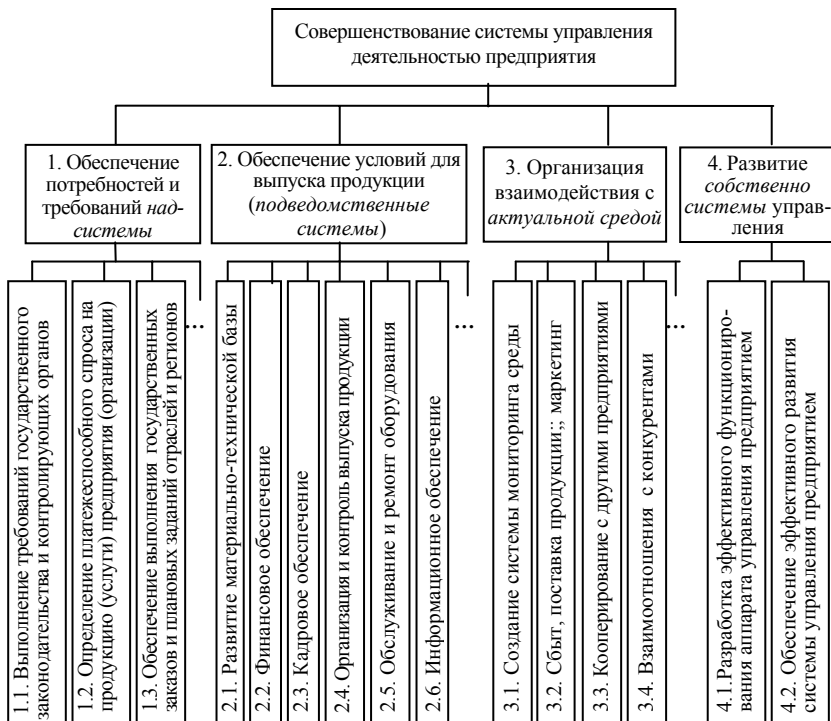 Совершенствование системы управления
деятельностью предприятия
1. Обеспечение
потребностей и
требований над-
системы
2. Обеспечение условий для
выпуска продукции
(подведомственные
системы)
3. Организация
взаимодействия с
актуальной средой
4. Развитие
собственно
системы управ-
ления
1.1. Выполнение требований государственного
законодательства и контролирующих органов
1.2. Определение платежеспособного спроса на
продукцию (услуги) предприятия (организации)
1.3. Обеспечение выполнения государственных
заказов и плановых заданий отраслей и регионов
...
2.1. Развитие материально-технической базы
2.2. Финансовое обеспечение
2.3. Кадровое обеспечение
2.4. Организация и контроль выпуска продукции
2.5. Обслуживание и ремонт оборудования
2.6. Информационное обеспечение
...
3.1. Создание системы мониторинга среды
3.2. Сбыт, поставка продукции;; маркетинг
3.3. Кооперирование с другими предприятиями
3.4. Взаимоотношения с конкурентами
...
4.1.Разработка эффективного функциониро-
вания аппарата управления предприятием
4.2. Обеспечение эффективного развития
системы управления предприятием